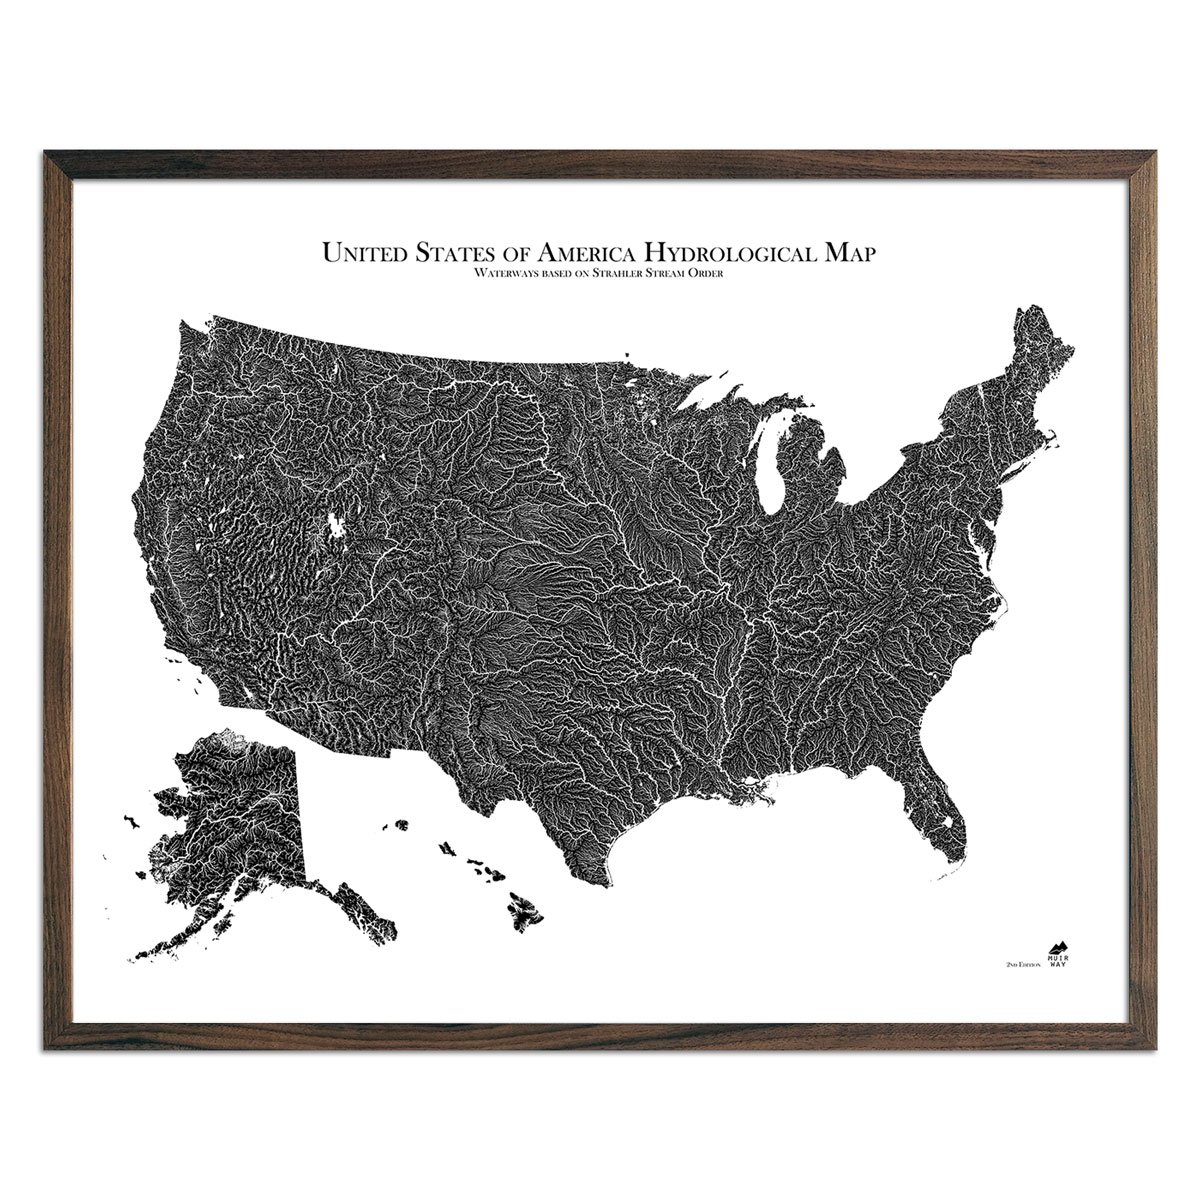 United States of America Hydrological Map
Waterways based on Strahler Stream Order
2nd Edition
MUIR
WAY